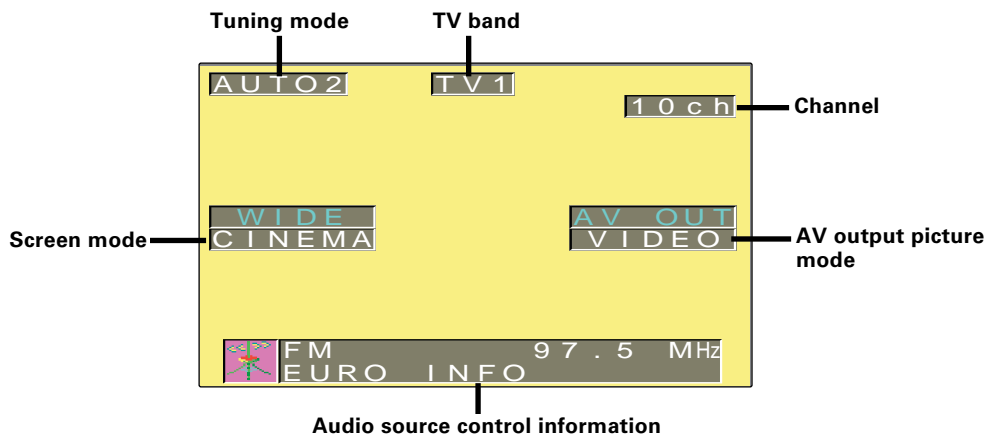 Tuning mode
TV band
AUTO2
TV1
10ch
Channel
WIDE
CINEMA
Screen mode
AV OUT
VIDEO
AV output picture
mode
FM 97.5 MHz
EURO INFO
Audio source control information